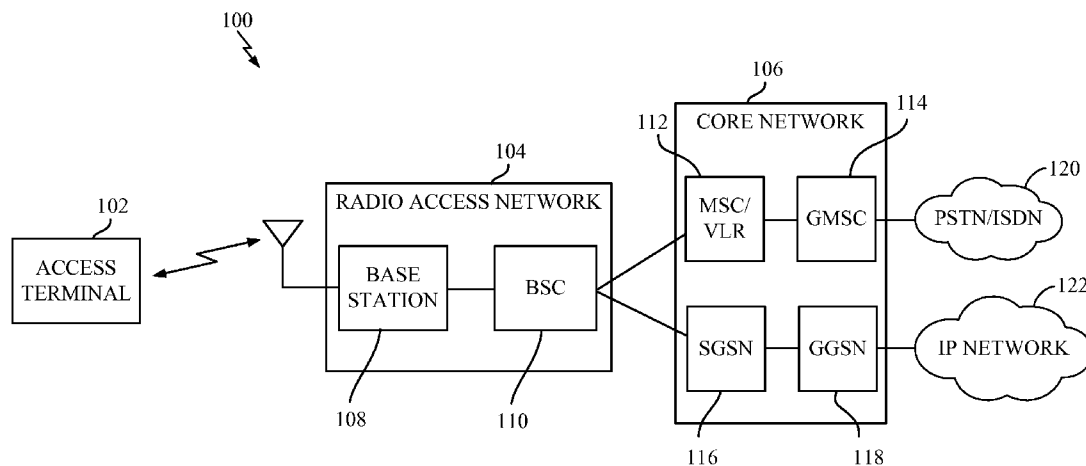 100
106
114
112
CORE NETWORK
104
120
102
RADIO ACCESS NETWORK
MSC/
VLR
GMSC
PSTN/ISDN
ACCESS
TERMINAL
BASE
STATION
BSC
122
SGSN
GGSN
IP NETWORK
108
110
116
118